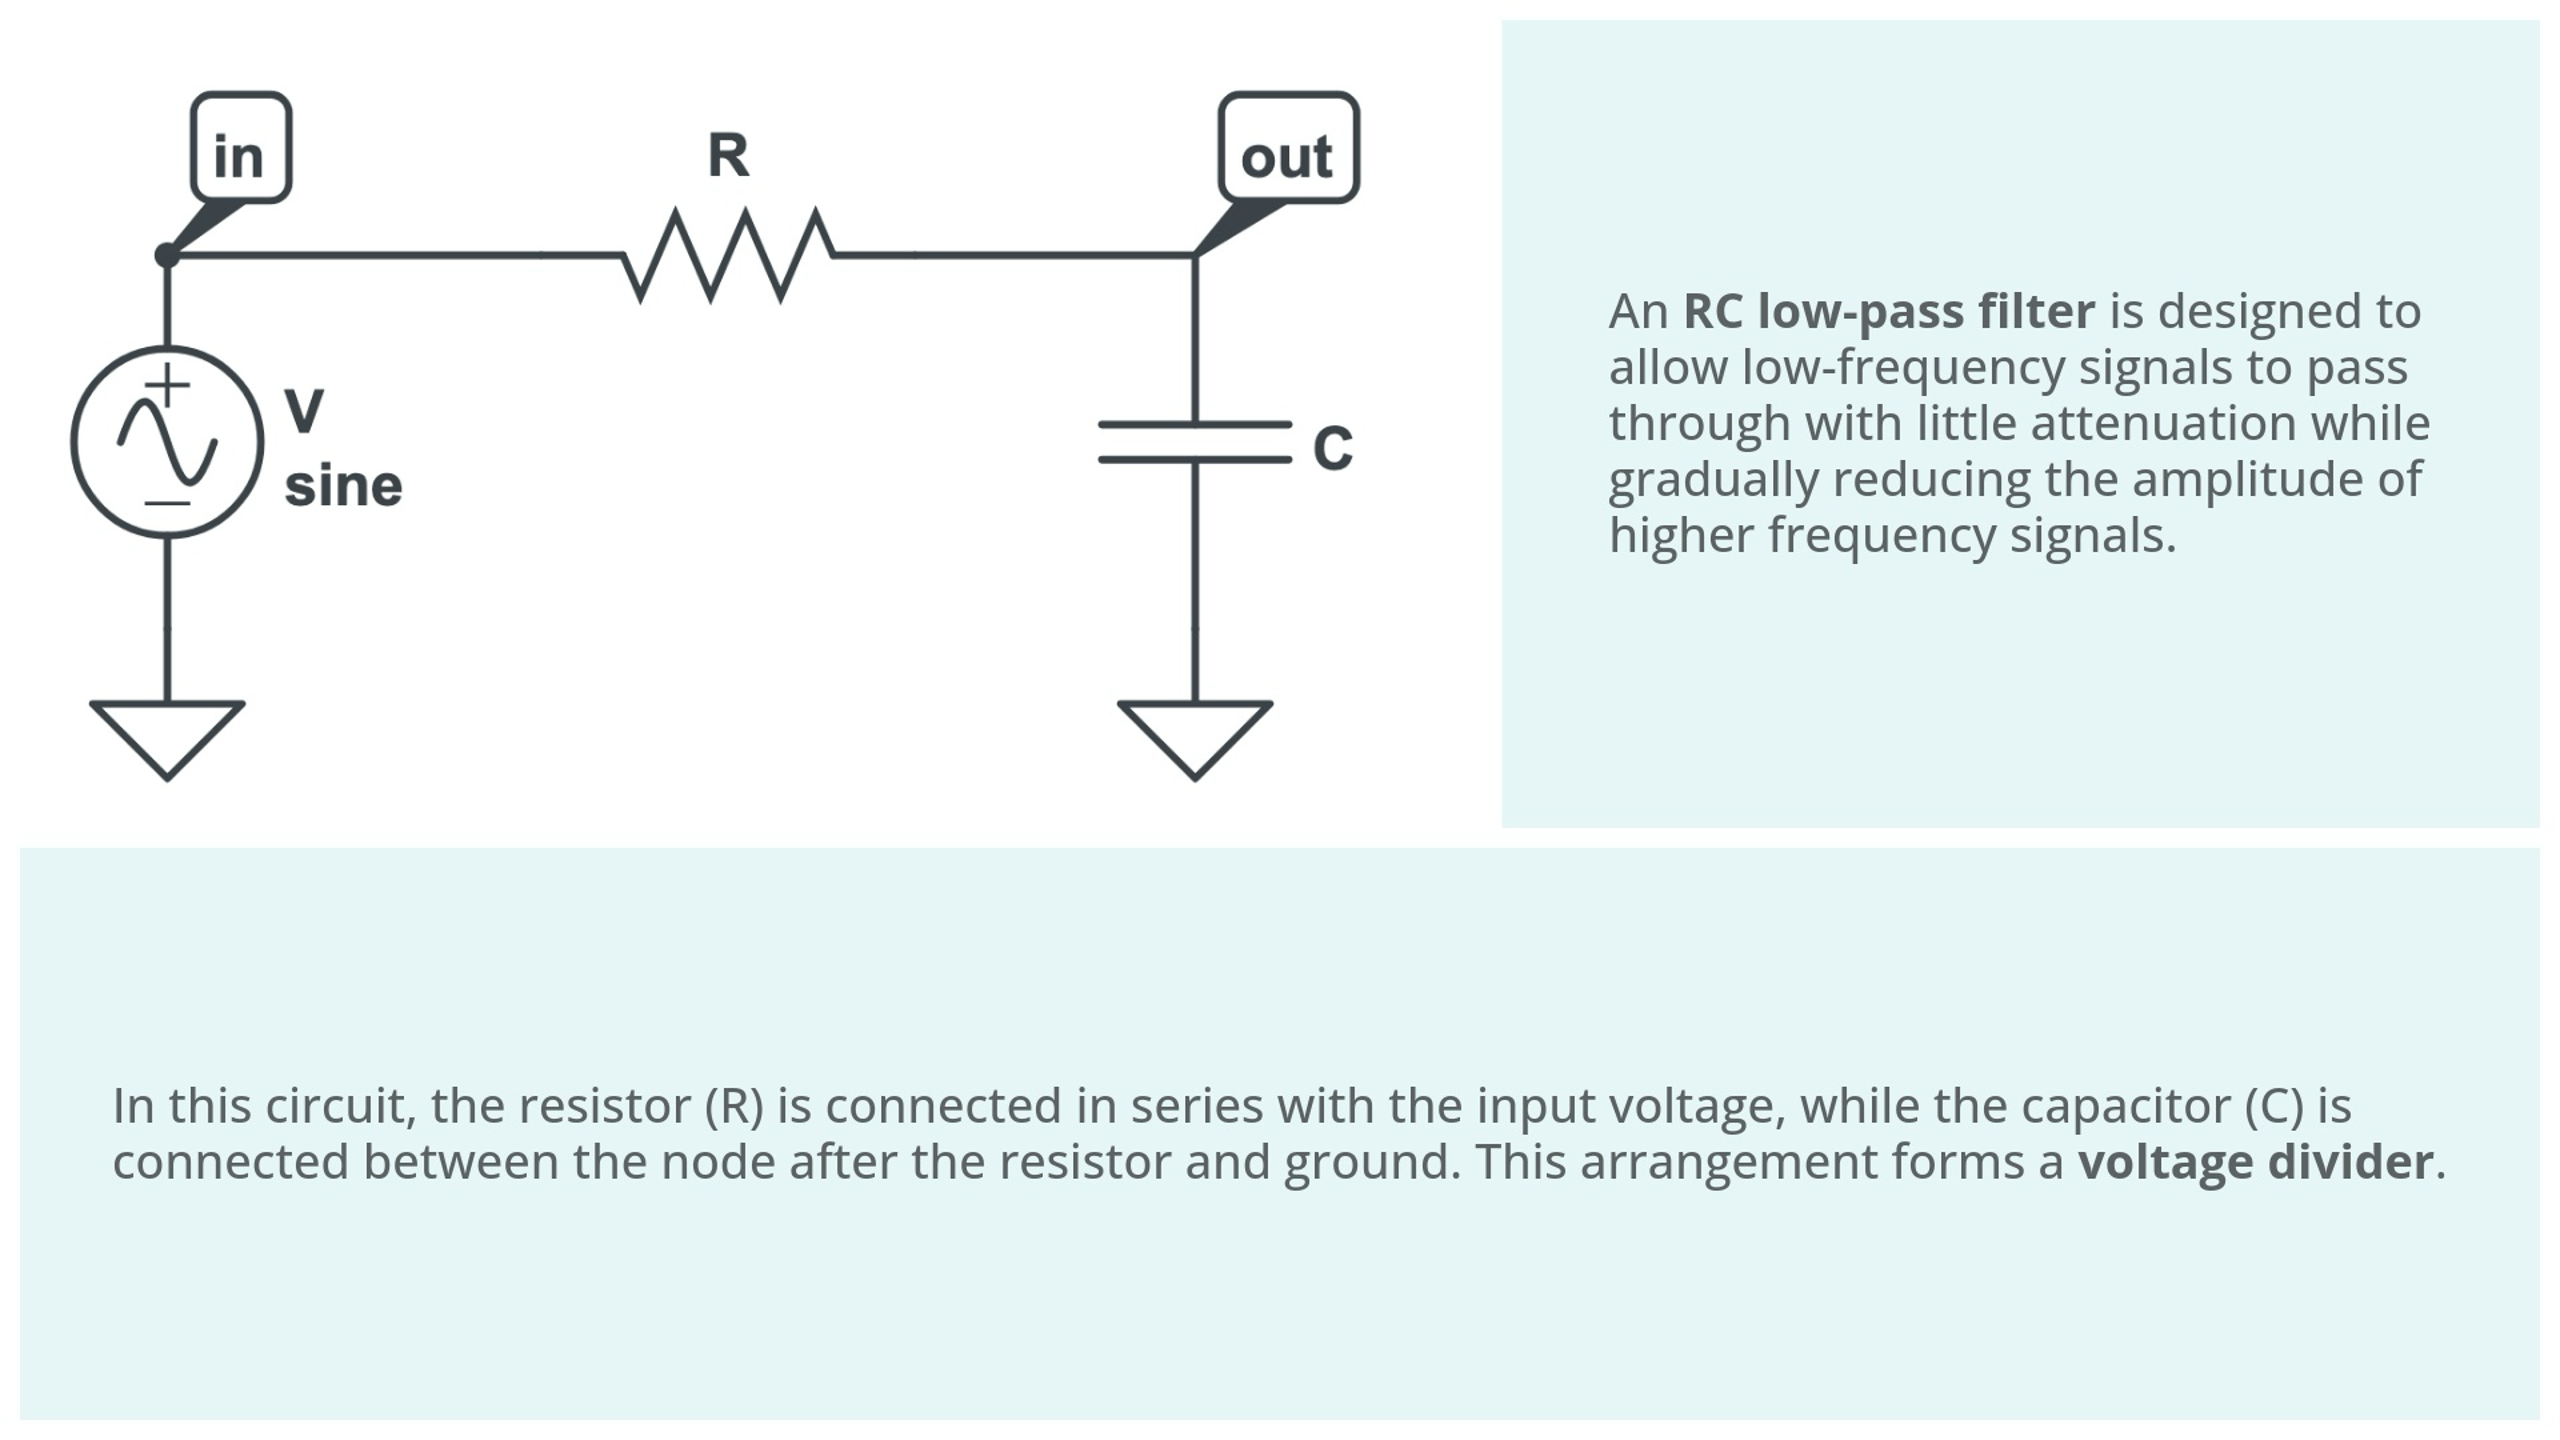 in
R
out
V
sine
C
An RC low-pass filter is designed to
allow low-frequency signals to pass
through with little attenuation while
gradually reducing the amplitude of
higher frequency signals.
In this circuit, the resistor (R) is connected in series with the input voltage, while the capacitor (C) is
connected between the node after the resistor and ground. This arrangement forms a voltage divider.